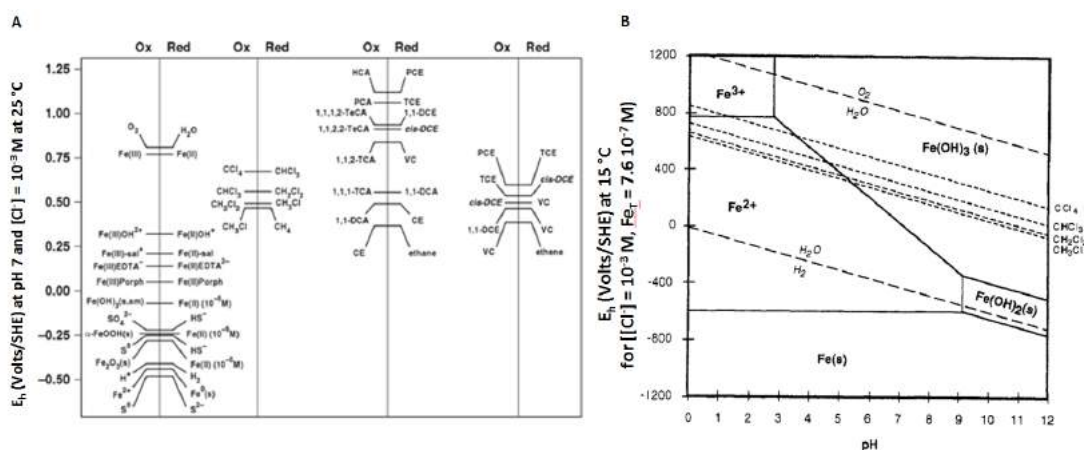 A
E_h (Volts/SHE) at pH 7 and [Cl⁻] = 10⁻³ M at 25 °C
Ox Red Ox Red Ox Red Ox Red
1.25
1.00
0.75
0.50
0.25
0.00
−0.25
−0.50
O₂ H₂O
Fe(III) Fe(II)
Fe(III)OH²⁺ Fe(II)OH⁺
Fe(III)-sal⁺ Fe(II)-sal
Fe(III)EDTA⁻ Fe(II)EDTA²⁻
Fe(III)Porph Fe(II)Porph
Fe(OH)₃(s,am) Fe(II) (10⁻⁵M)
SO₄²⁻ HS⁻
α-FeOOH(s) Fe(II) (10⁻⁵M)
S⁰ HS⁻
Fe₂O₃(s) Fe(II) (10⁻⁵M)
H⁺ H₂
Fe²⁺ Fe⁰(s)
S⁰ S²⁻
CCl₄ CHCl₃
CHCl₃ CH₂Cl₂
CH₂Cl₂ CH₃Cl
CH₃Cl CH₄
HCA PCE
PCA TCE
1,1,1,2-TeCA 1,1-DCE
1,1,2,2-TeCA cis-DCE
1,1,2-TCA VC
1,1,1-TCA 1,1-DCA
1,1-DCA CE
CE ethane
PCE TCE
TCE cis-DCE
cis-DCE VC
1,1-DCE VC
VC ethane
B
E_h (Volts/SHE) at 15 °C
for [[Cl⁻] = 10⁻³ M, Fe_T = 7.6 10⁻⁷ M)
1200
800
400
0
-400
-800
-1200
Fe³⁺
O₂
H₂O
Fe(OH)₃ (s)
Fe²⁺
H₂O
H₂
Fe(OH)₂(s)
Fe(s)
CCl₄
CHCl₃
CH₂Cl₂
CH₃Cl
0 1 2 3 4 5 6 7 8 9 10 11 12
pH